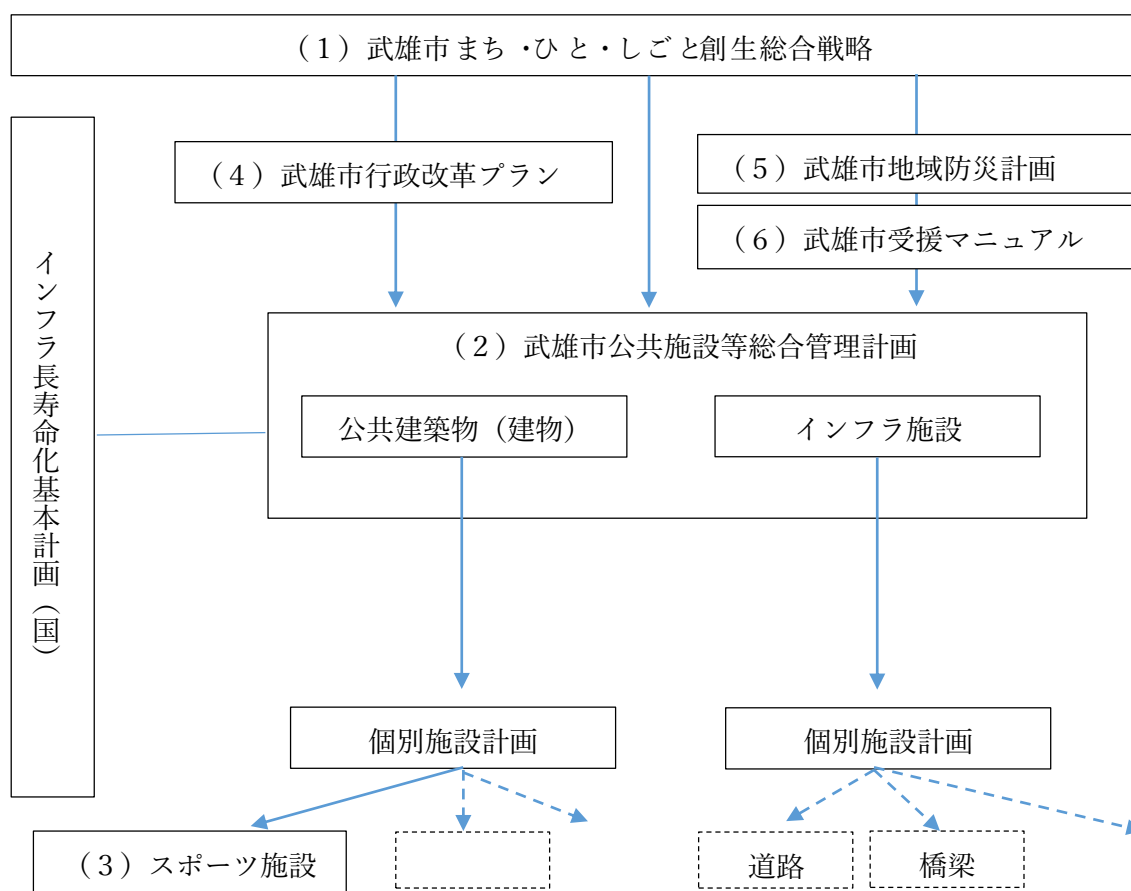 （１）武雄市まち・ひと・しごと創生総合戦略
インフラ長寿命化基本計画（国）
（４）武雄市行政改革プラン
（５）武雄市地域防災計画
（６）武雄市受援マニュアル
（２）武雄市公共施設等総合管理計画
公共建築物（建物）
インフラ施設
個別施設計画
個別施設計画
（３）スポーツ施設
道路
橋梁